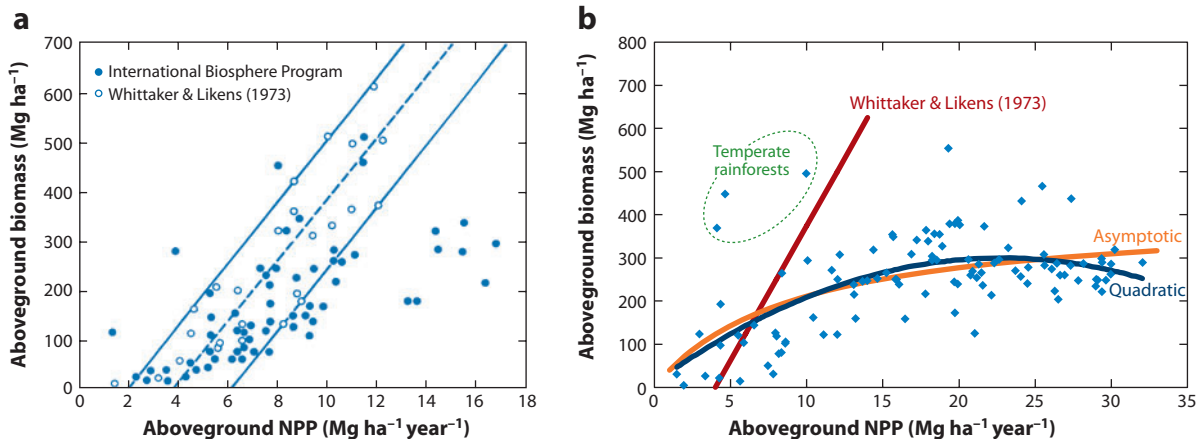 a
700
600
500
400
300
200
100
0
0
2
4
6
8
10
12
14
16
18
Aboveground biomass (Mg ha⁻¹)
Aboveground NPP (Mg ha⁻¹ year⁻¹)
International Biosphere Program
Whittaker & Likens (1973)
b
800
700
600
500
400
300
200
100
0
0
5
10
15
20
25
30
35
Aboveground biomass (Mg ha⁻¹)
Aboveground NPP (Mg ha⁻¹ year⁻¹)
Whittaker & Likens (1973)
Temperate
rainforests
Asymptotic
Quadratic